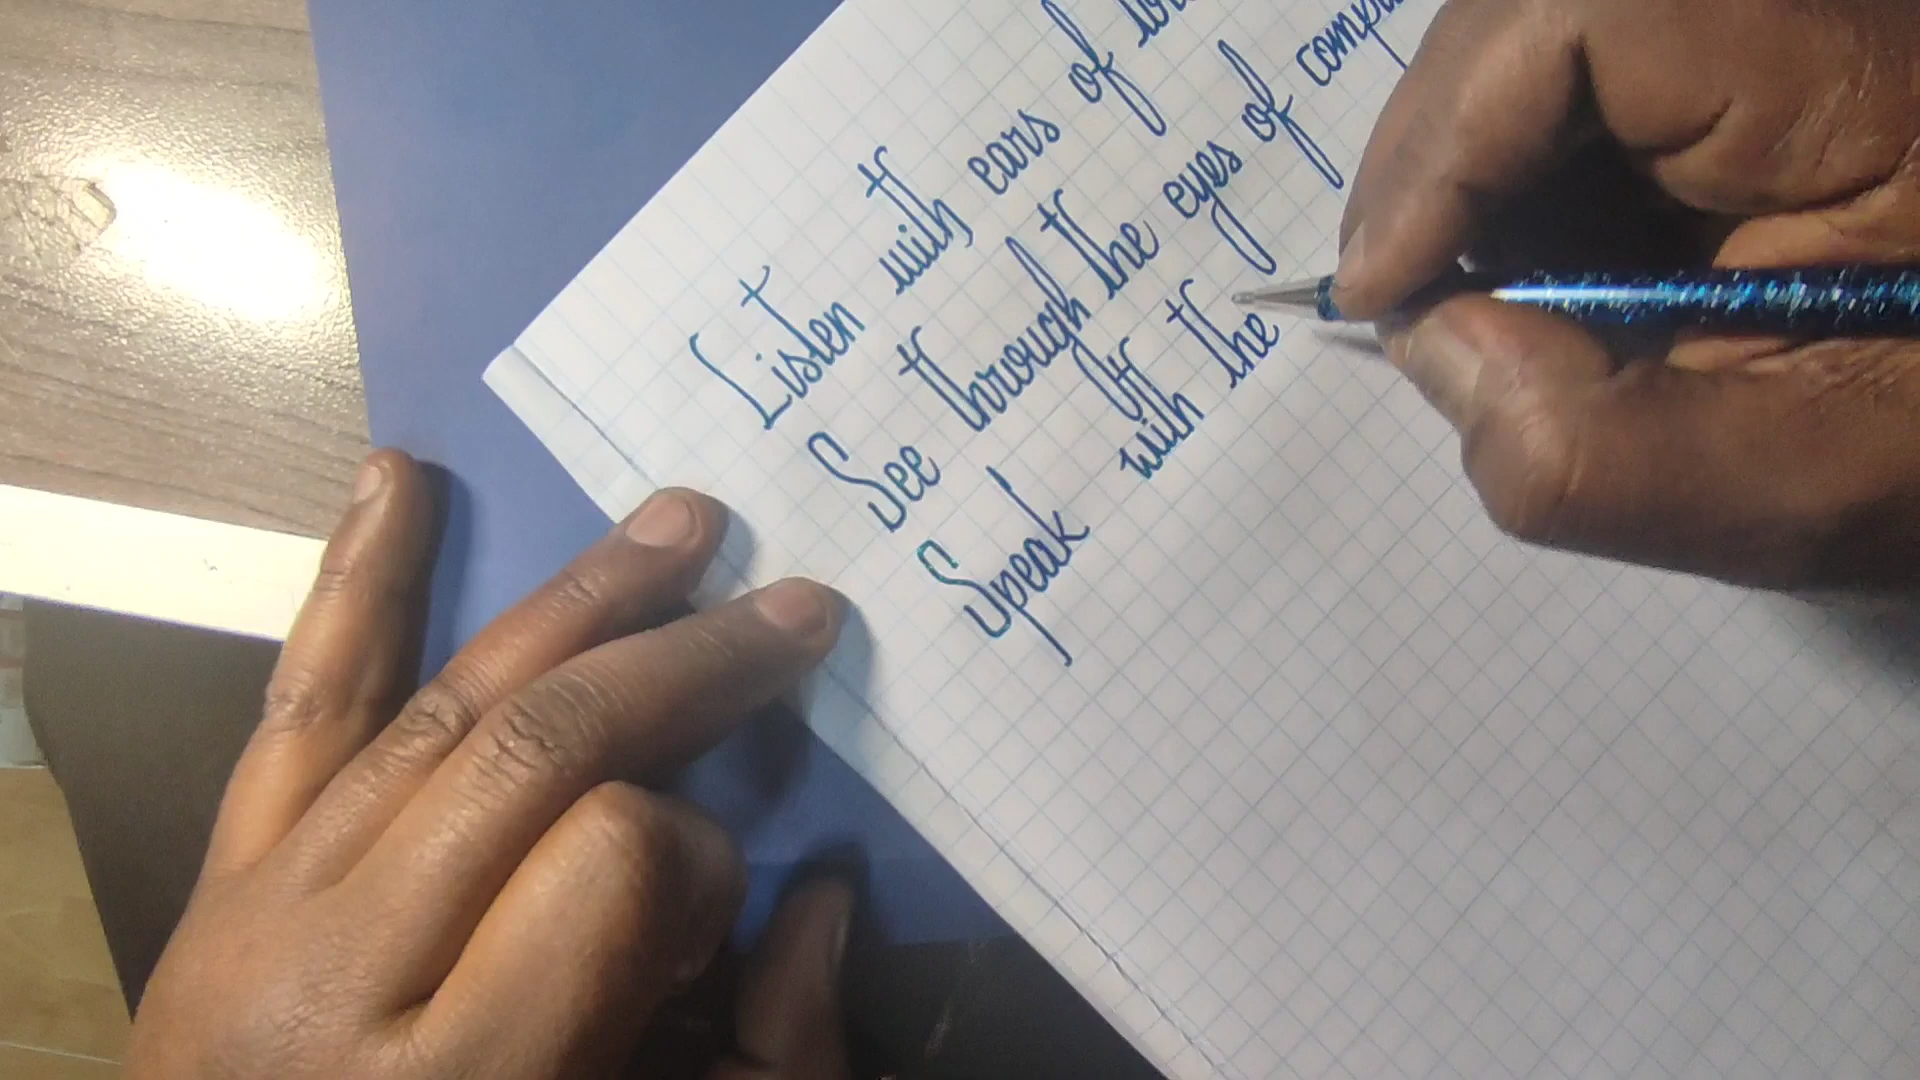 Listen with ears of
See through the eyes of
Speak with the